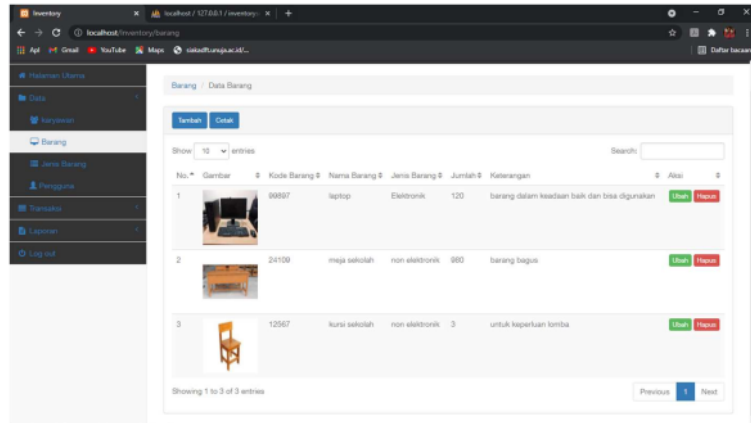 Inventory
localhost / 127.0.0.1 / inventory
localhost/inventory/barang
Apl Gmail YouTube Maps Daftar bacaan
Halaman Utama
Data
karyawan
Barang
Jenis Barang
Pengguna
Transaksi
Laporan
Log out
Barang / Data Barang
Tambah Cetak
Show 10 entries Search:
No. Gambar Kode Barang Nama Barang Jenis Barang Jumlah Keterangan Aksi
1 99897 laptop Elektronik 120 barang dalam keadaan baik dan bisa digunakan Ubah Hapus
2 24109 meja sekolah non elektronik 980 barang bagus Ubah Hapus
3 12567 kursi sekolah non elektronik 3 untuk keperluan lomba Ubah Hapus
Showing 1 to 3 of 3 entries Previous 1 Next